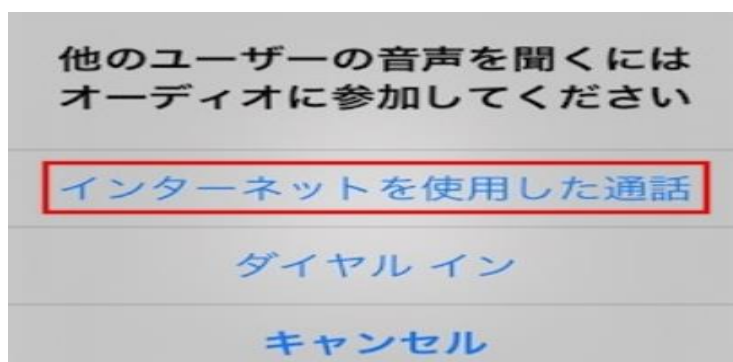 他のユーザーの音声を聞くには
オーディオに参加してください
インターネットを使用した通話
ダイヤル イン
キャンセル